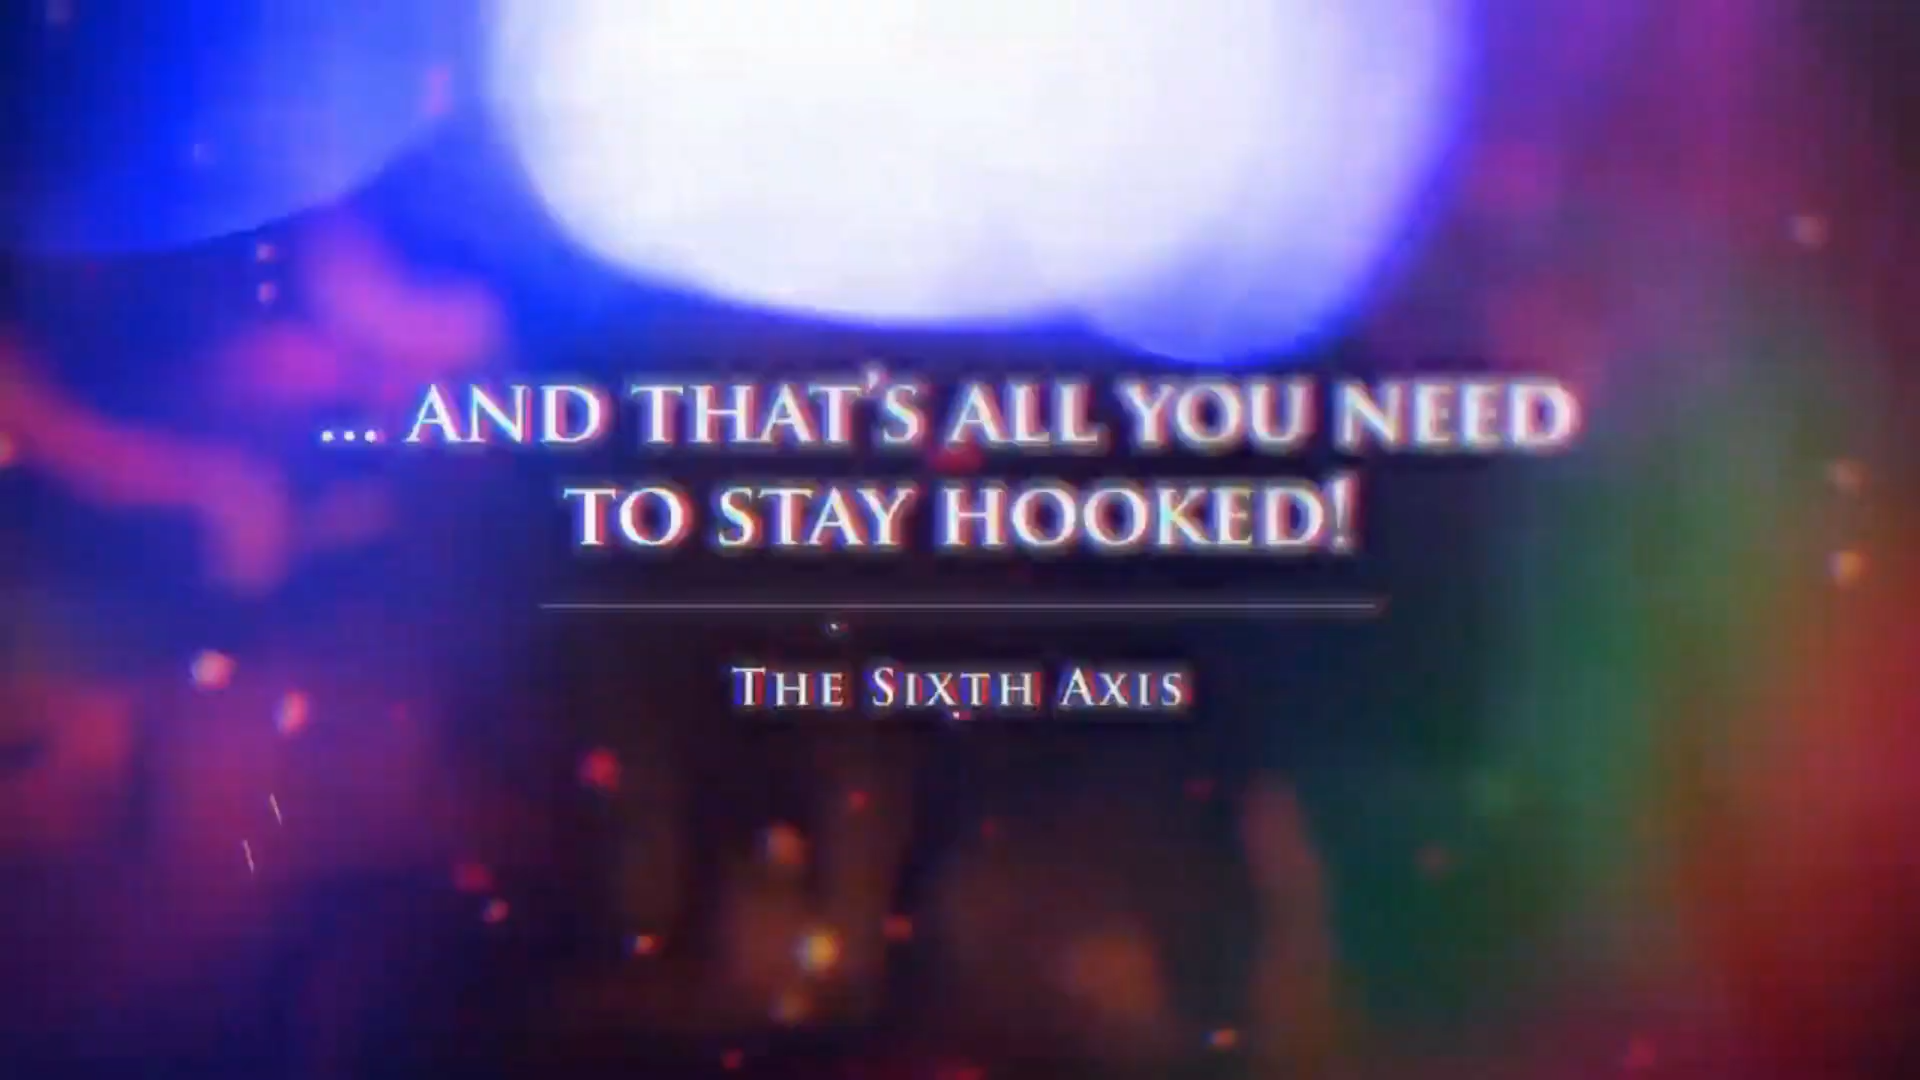 ... AND THAT'S ALL YOU NEED
TO STAY HOOKED!
THE SIXTH AXIS